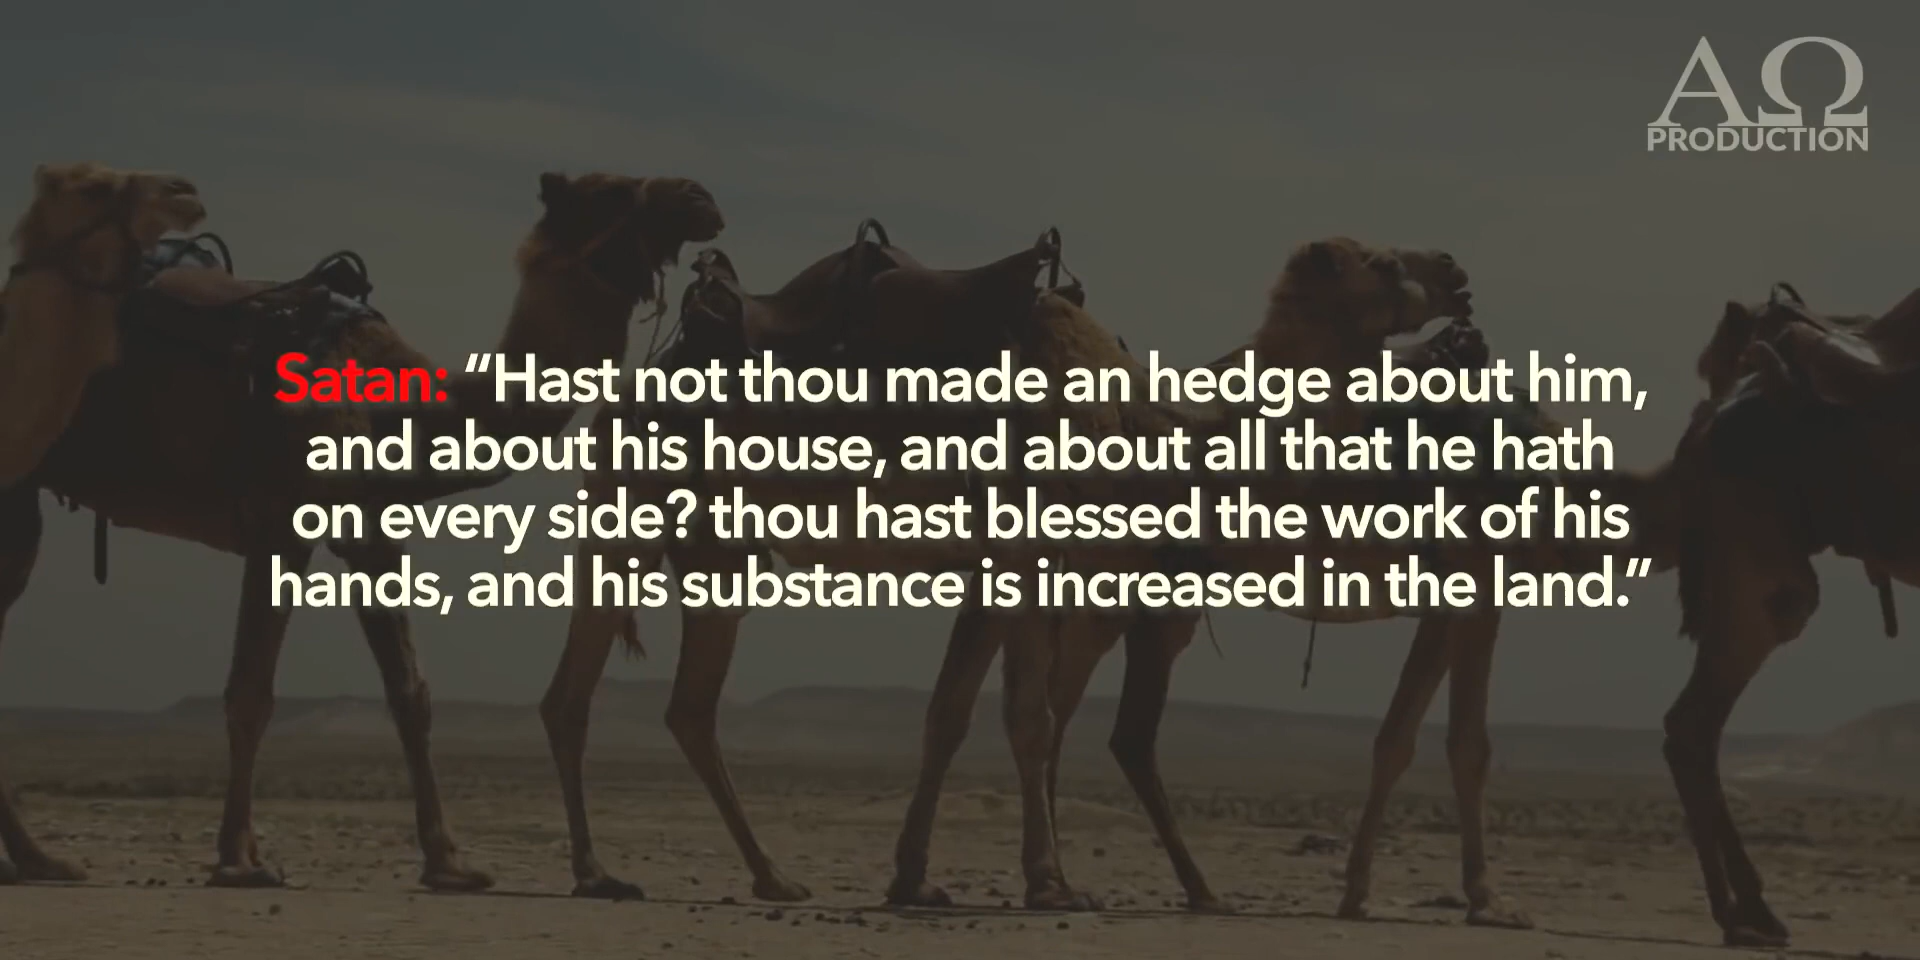 ΑΩ
PRODUCTION
Satan: “Hast not thou made an hedge about him,
and about his house, and about all that he hath
on every side? thou hast blessed the work of his
hands, and his substance is increased in the land.”